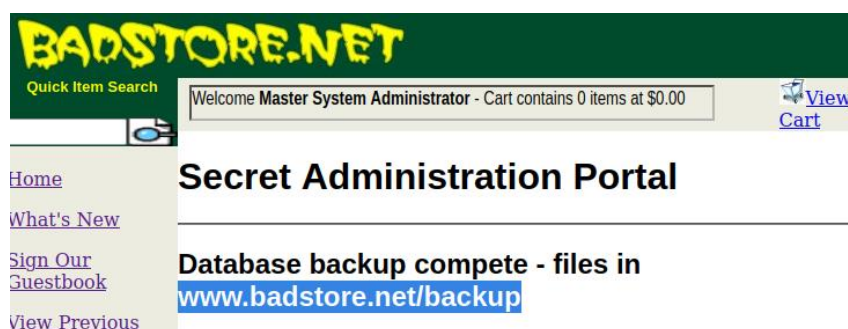 BADSTORE.NET
Quick Item Search
Welcome Master System Administrator - Cart contains 0 items at $0.00
View
Cart
Home
Secret Administration Portal
What's New
Sign Our
Guestbook
Database backup compete - files in
www.badstore.net/backup
View Previous